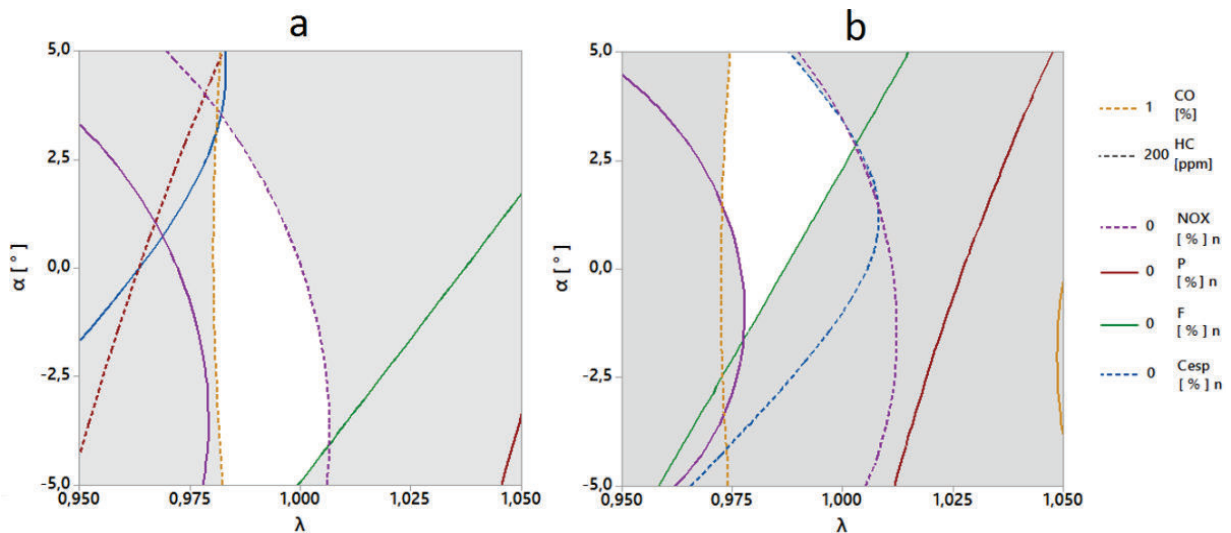 a
b
5,0
2,5
0,0
-2,5
-5,0
α [ ° ]
0,950
0,975
1,000
1,025
1,050
λ
5,0
2,5
0,0
-2,5
-5,0
α [ ° ]
0,950
0,975
1,000
1,025
1,050
λ
1 CO
[%]
200 HC
[ppm]
0 NOX
[ % ] n
0 P
[ % ] n
0 F
[ % ] n
0 Cesp
[ % ] n